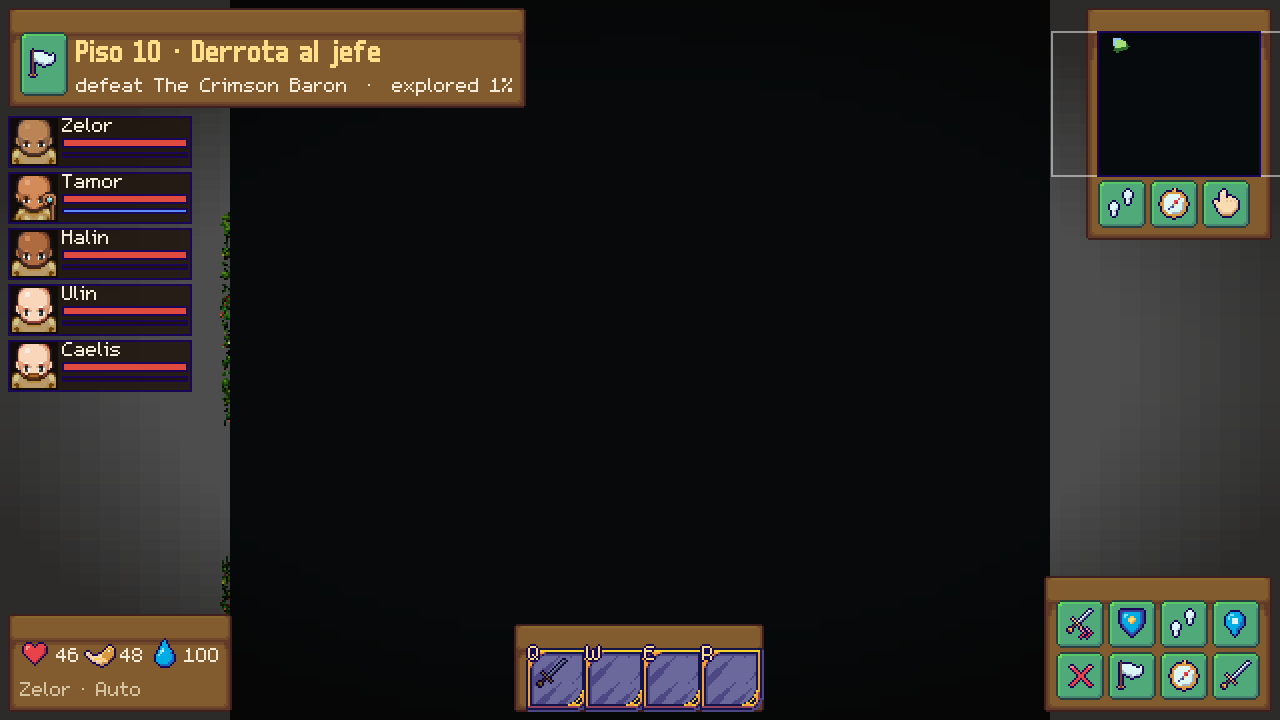 Piso 10 · Derrota al jefe
defeat The Crimson Baron · explored 1%
Zelor
Tamor
Halin
Ulin
Caelis
46 48 100
Zelor · Auto
Q W E R